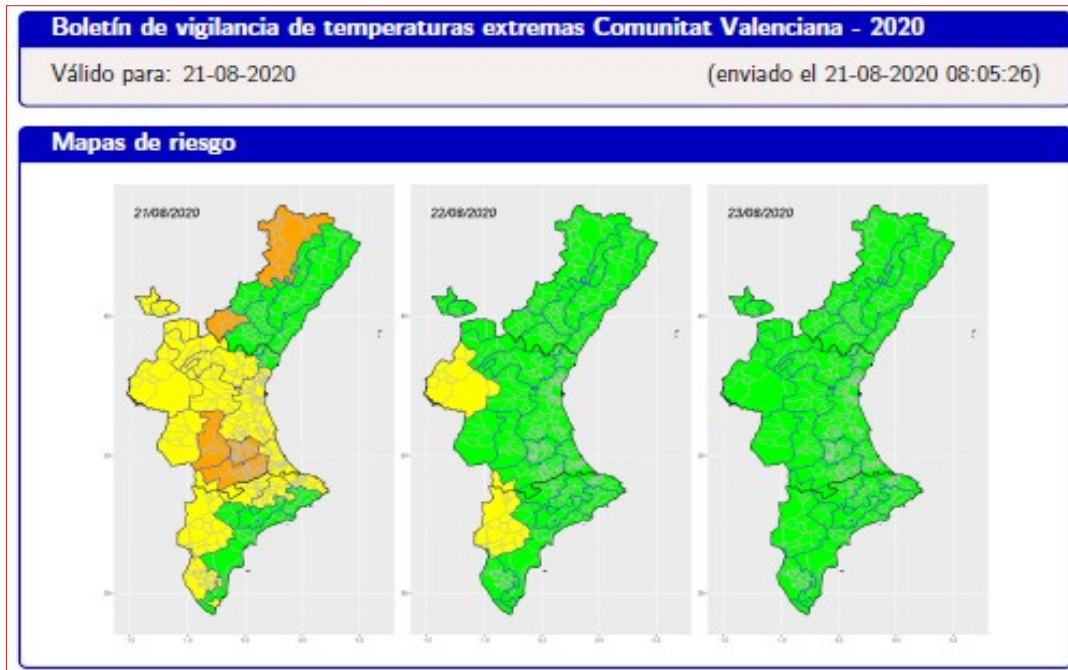 Boletín de vigilancia de temperaturas extremas Comunitat Valenciana - 2020
Válido para: 21-08-2020 (enviado el 21-08-2020 08:05:26)
Mapas de riesgo
21/08/2020 22/08/2020 23/08/2020